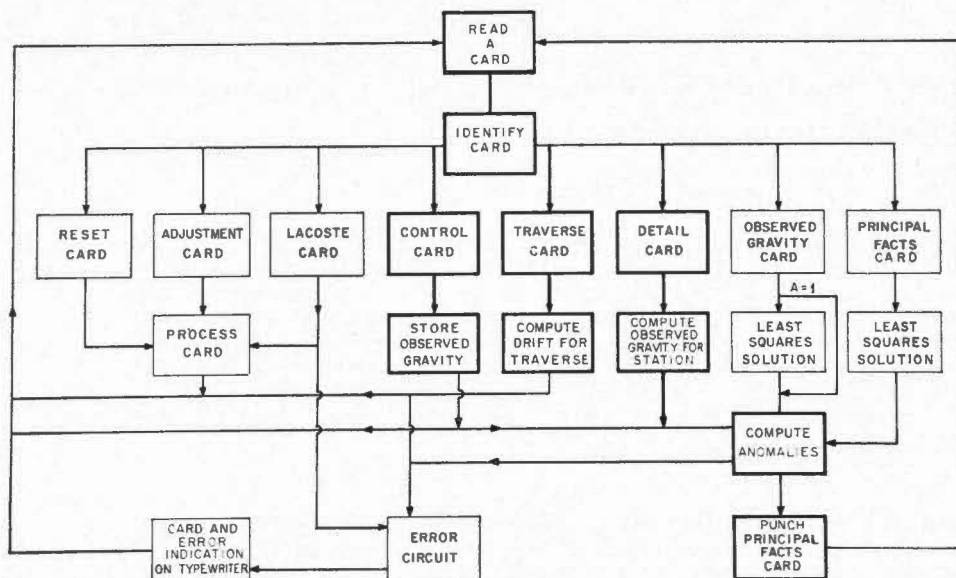 READ
A
CARD
IDENTIFY
CARD
RESET
CARD
ADJUSTMENT
CARD
LACOSTE
CARD
CONTROL
CARD
TRAVERSE
CARD
DETAIL
CARD
OBSERVED
GRAVITY
CARD
PRINCIPAL
FACTS
CARD
A=1
PROCESS
CARD
STORE
OBSERVED
GRAVITY
COMPUTE
DRIFT FOR
TRAVERSE
COMPUTE
OBSERVED
GRAVITY FOR
STATION
LEAST
SQUARES
SOLUTION
LEAST
SQUARES
SOLUTION
COMPUTE
ANOMALIES
CARD AND
ERROR
INDICATION
ON TYPEWRITER
ERROR
CIRCUIT
PUNCH
PRINCIPAL
FACTS
CARD